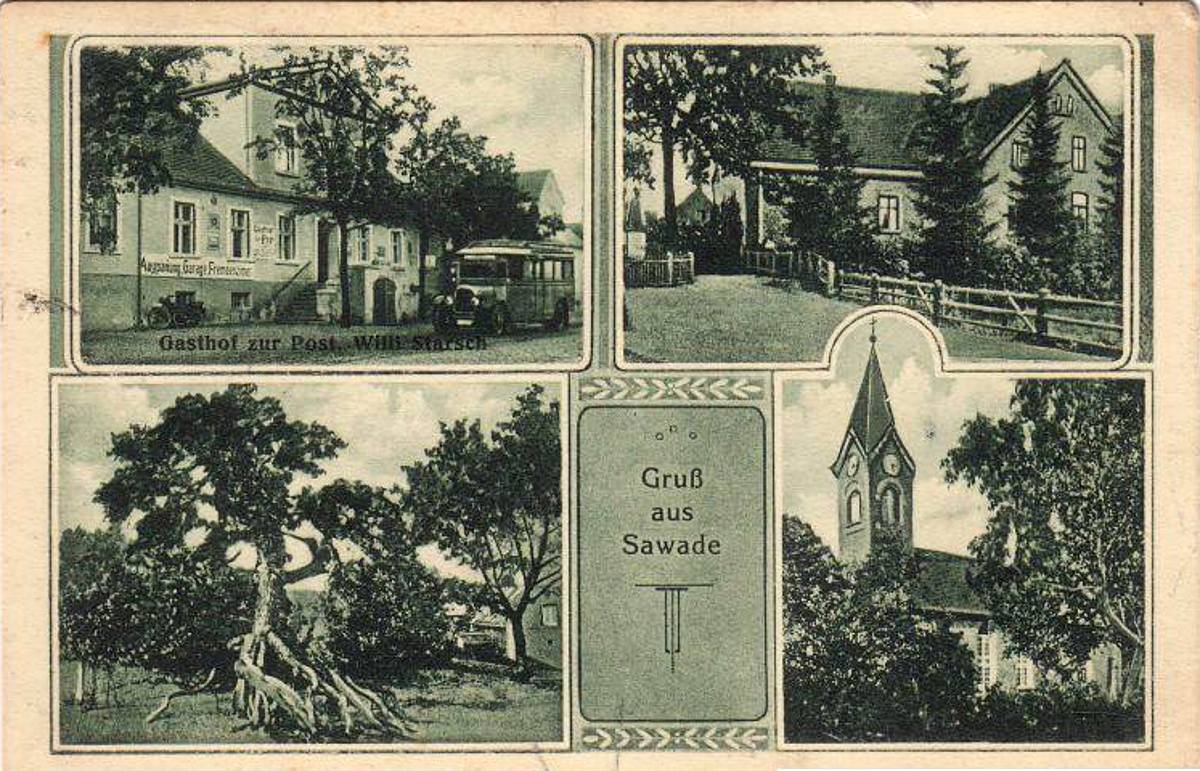 Ausspannung, Garage, Fremdenzimmer
Gasthof zur Post, Willi Starsch
Gruß
aus
Sawade